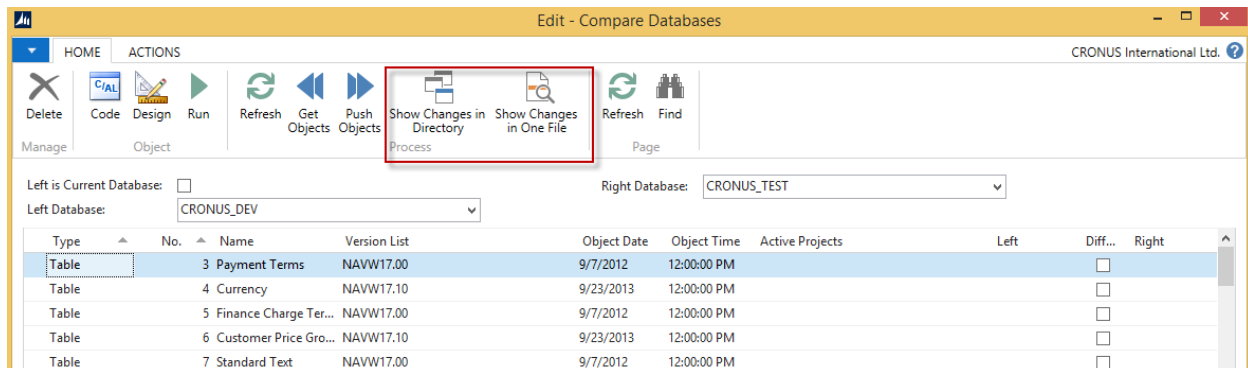 Edit - Compare Databases
HOME ACTIONS CRONUS International Ltd.
C/AL
Delete Code Design Run Refresh Get Objects Push Objects Show Changes in Directory Show Changes in One File Refresh Find
Manage Object Process Page
Left is Current Database: Right Database: CRONUS_TEST
Left Database: CRONUS_DEV
Type No. Name Version List Object Date Object Time Active Projects Left Diff... Right
Table 3 Payment Terms NAVW17.00 9/7/2012 12:00:00 PM
Table 4 Currency NAVW17.10 9/23/2013 12:00:00 PM
Table 5 Finance Charge Ter... NAVW17.00 9/7/2012 12:00:00 PM
Table 6 Customer Price Gro... NAVW17.10 9/23/2013 12:00:00 PM
Table 7 Standard Text NAVW17.00 9/7/2012 12:00:00 PM